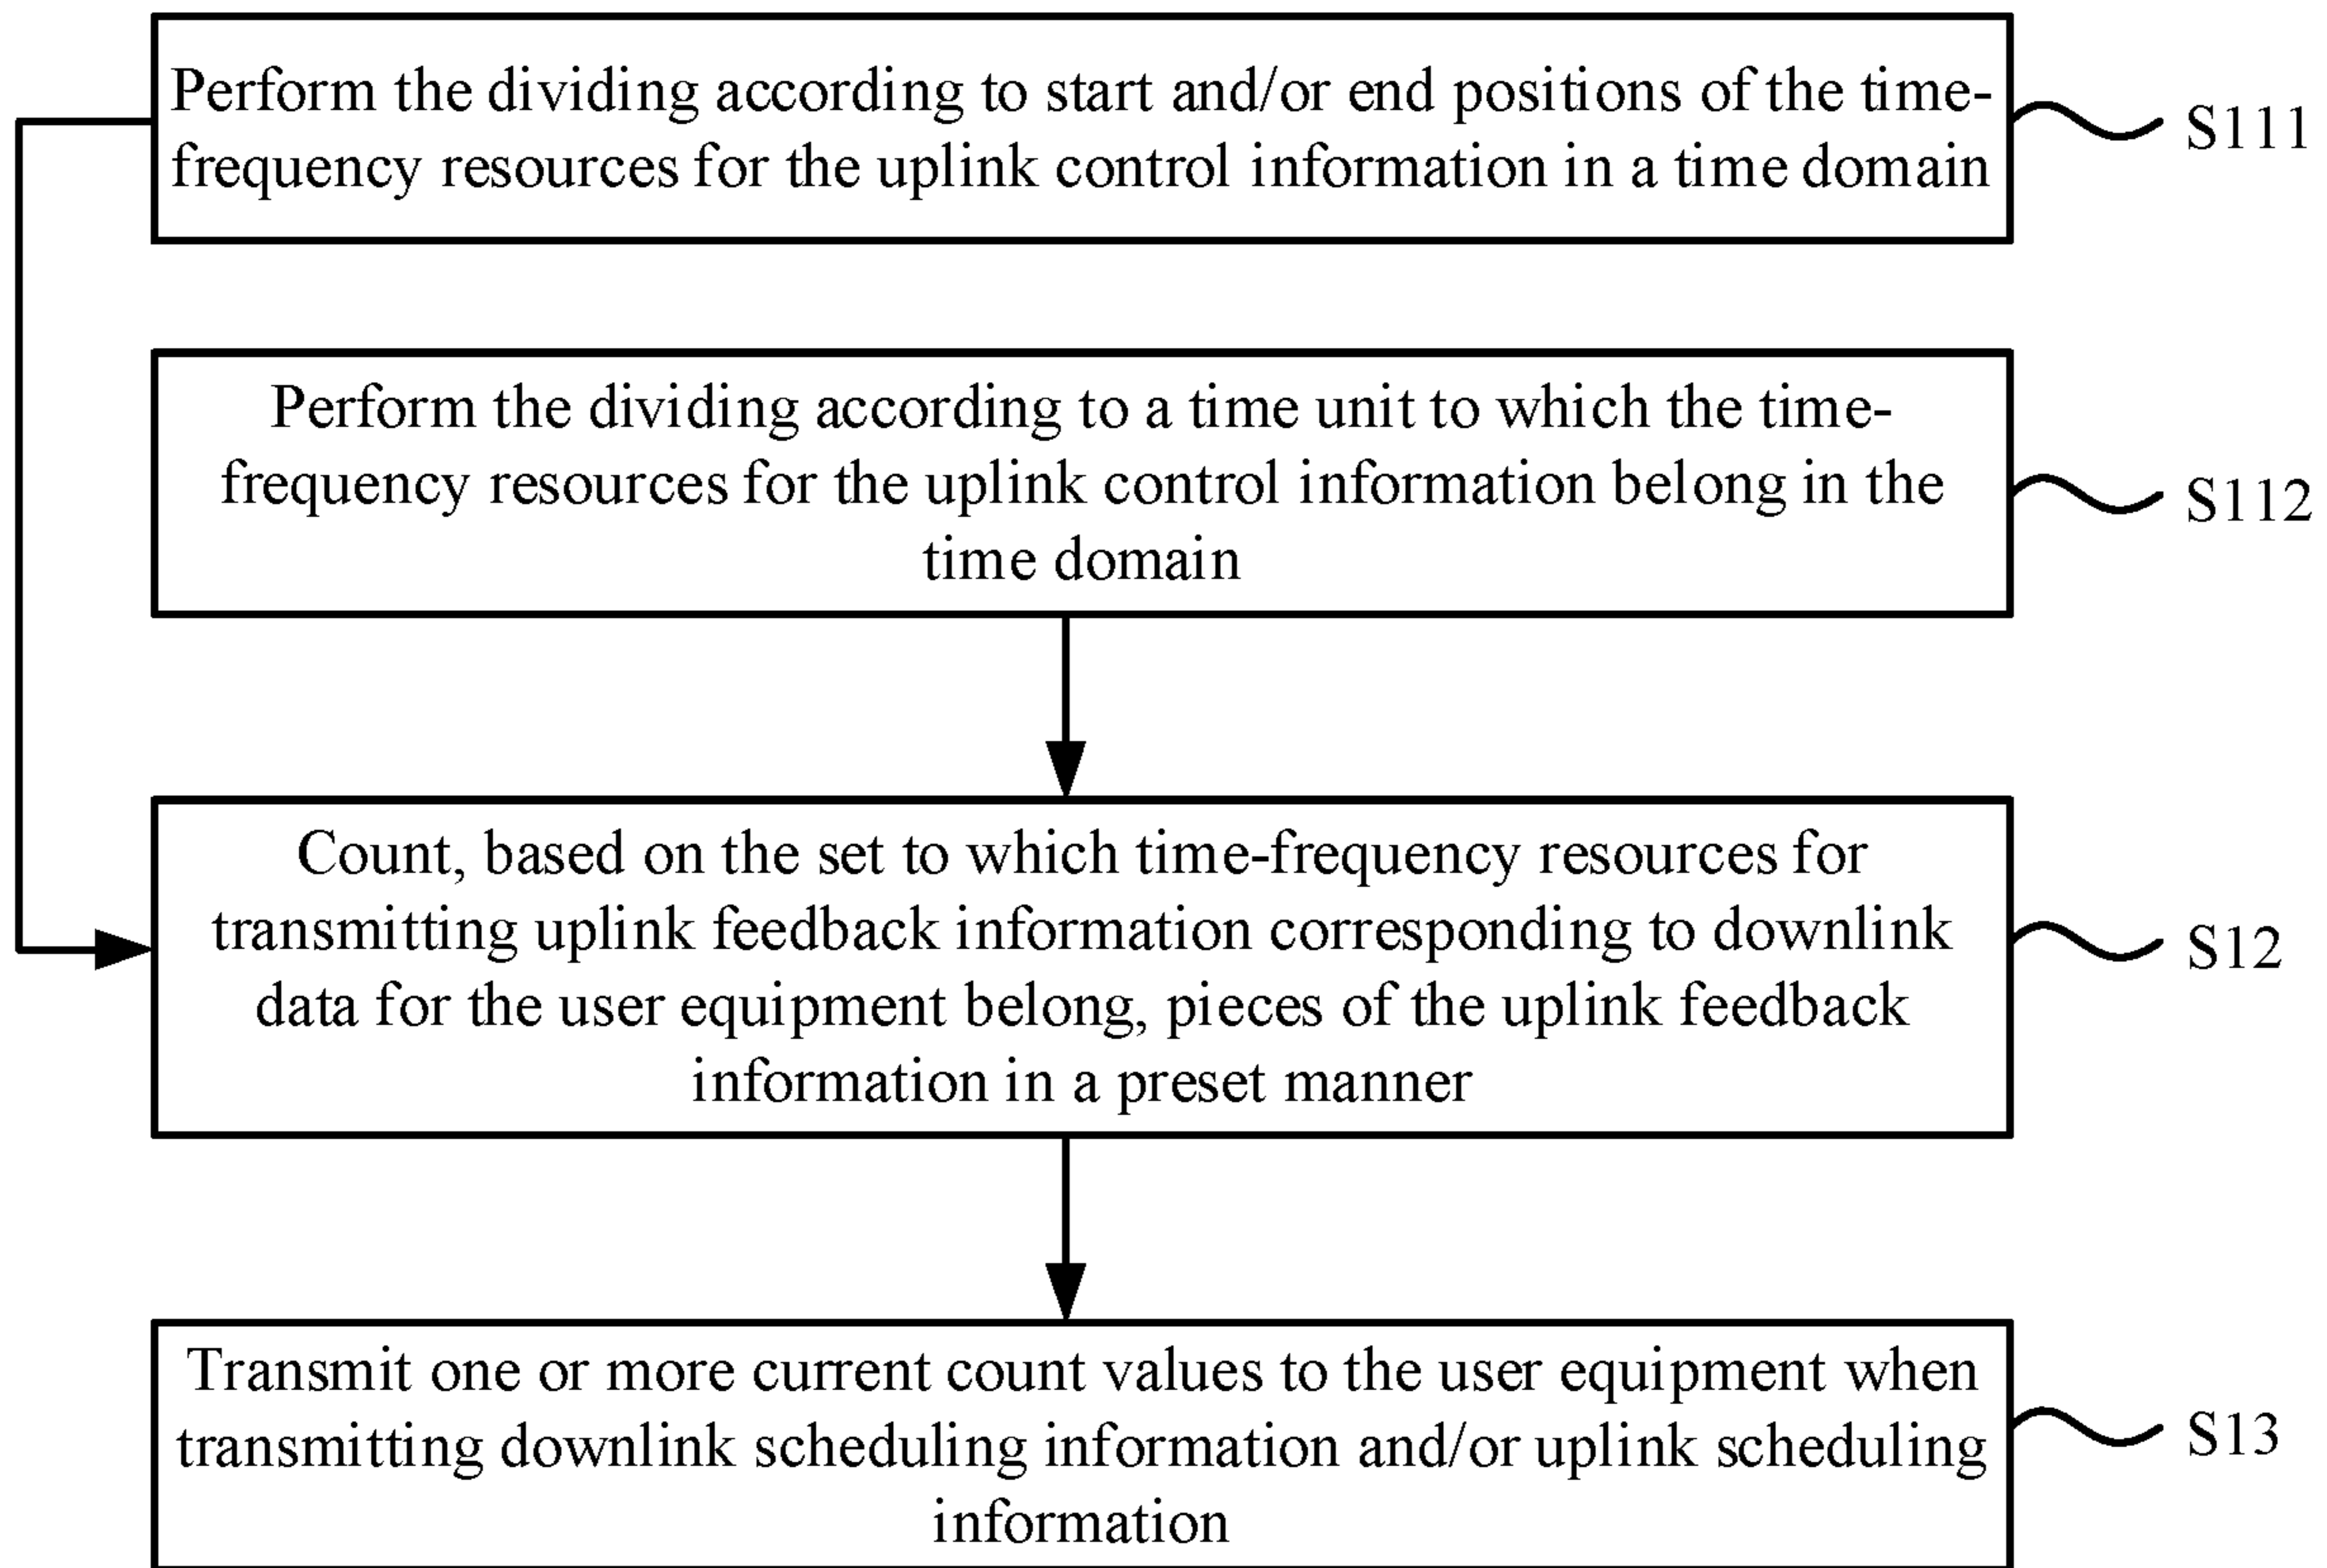 Perform the dividing according to start and/or end positions of the time-
frequency resources for the uplink control information in a time domain
S111
Perform the dividing according to a time unit to which the time-
frequency resources for the uplink control information belong in the
time domain
S112
Count, based on the set to which time-frequency resources for
transmitting uplink feedback information corresponding to downlink
data for the user equipment belong, pieces of the uplink feedback
information in a preset manner
S12
Transmit one or more current count values to the user equipment when
transmitting downlink scheduling information and/or uplink scheduling
information
S13